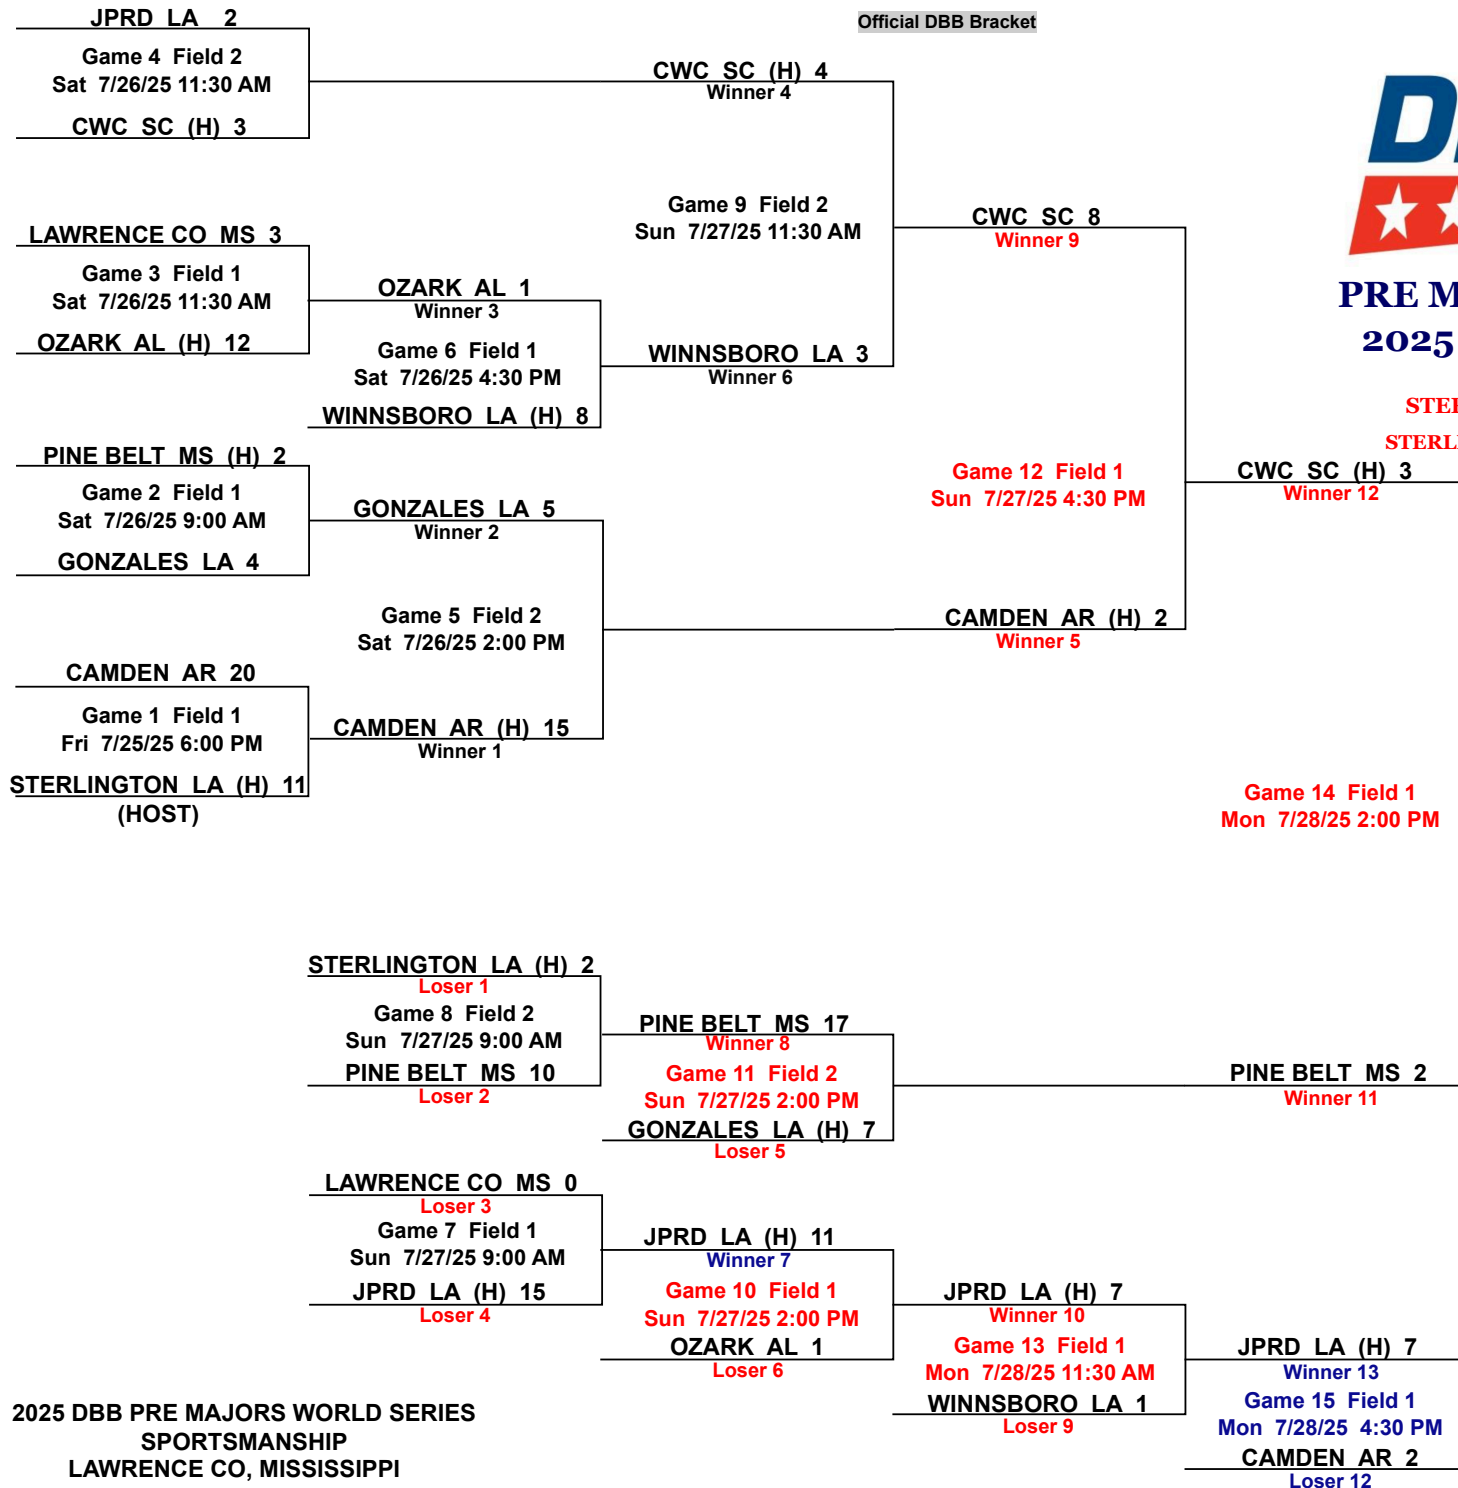 JPRD LA 2
Official DBB Bracket
Game 4 Field 2
Sat 7/26/25 11:30 AM
CWC SC (H) 4
Winner 4
CWC SC (H) 3
Game 9 Field 2
Sun 7/27/25 11:30 AM
CWC SC 8
Winner 9
LAWRENCE CO MS 3
Game 3 Field 1
Sat 7/26/25 11:30 AM
OZARK AL 1
Winner 3
OZARK AL (H) 12
Game 6 Field 1
Sat 7/26/25 4:30 PM
WINNSBORO LA 3
Winner 6
WINNSBORO LA (H) 8
D
PRE M
2025
STE
STERL
PINE BELT MS (H) 2
Game 2 Field 1
Sat 7/26/25 9:00 AM
GONZALES LA 5
Winner 2
GONZALES LA 4
Game 12 Field 1
Sun 7/27/25 4:30 PM
CWC SC (H) 3
Winner 12
Game 5 Field 2
Sat 7/26/25 2:00 PM
CAMDEN AR (H) 2
Winner 5
CAMDEN AR 20
Game 1 Field 1
Fri 7/25/25 6:00 PM
CAMDEN AR (H) 15
Winner 1
STERLINGTON LA (H) 11
(HOST)
Game 14 Field 1
Mon 7/28/25 2:00 PM
STERLINGTON LA (H) 2
Loser 1
Game 8 Field 2
Sun 7/27/25 9:00 AM
PINE BELT MS 17
Winner 8
PINE BELT MS 10
Loser 2
Game 11 Field 2
Sun 7/27/25 2:00 PM
PINE BELT MS 2
Winner 11
GONZALES LA (H) 7
Loser 5
LAWRENCE CO MS 0
Loser 3
Game 7 Field 1
Sun 7/27/25 9:00 AM
JPRD LA (H) 11
Winner 7
JPRD LA (H) 15
Loser 4
Game 10 Field 1
Sun 7/27/25 2:00 PM
JPRD LA (H) 7
Winner 10
OZARK AL 1
Loser 6
Game 13 Field 1
Mon 7/28/25 11:30 AM
JPRD LA (H) 7
Winner 13
WINNSBORO LA 1
Loser 9
Game 15 Field 1
Mon 7/28/25 4:30 PM
CAMDEN AR 2
Loser 12
2025 DBB PRE MAJORS WORLD SERIES
SPORTSMANSHIP
LAWRENCE CO, MISSISSIPPI